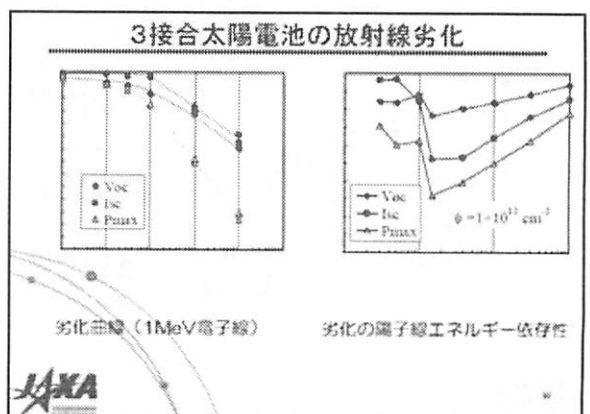 3接合太陽電池の放射線劣化
Voc
Isc
Pmax
Voc
Isc
Pmax
劣化曲線（1MeV電子線）
劣化の陽子線エネルギー依存性
JAXA